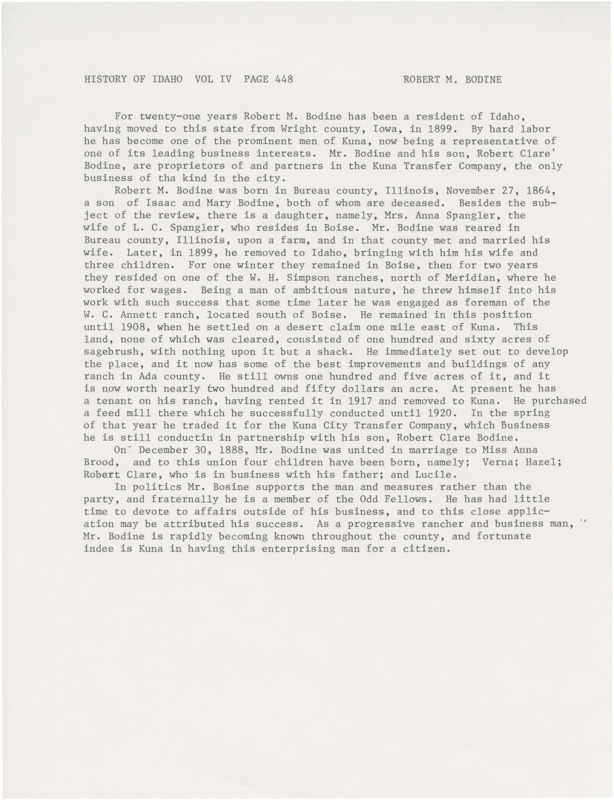 HISTORY OF IDAHO VOL IV PAGE 448 ROBERT M. BODINE
For twenty-one years Robert M. Bodine has been a resident of Idaho,
having moved to this state from Wright county, Iowa, in 1899. By hard labor
he has become one of the prominent men of Kuna, now being a representative of
one of its leading business interests. Mr. Bodine and his son, Robert Clare'
Bodine, are proprietors of and partners in the Kuna Transfer Company, the only
business of tha kind in the city.
Robert M. Bodine was born in Bureau county, Illinois, November 27, 1864,
a son of Isaac and Mary Bodine, both of whom are deceased. Besides the sub-
ject of the review, there is a daughter, namely, Mrs. Anna Spangler, the
wife of L. C. Spangler, who resides in Boise. Mr. Bodine was reared in
Bureau county, Illinois, upon a farm, and in that county met and married his
wife. Later, in 1899, he removed to Idaho, bringing with him his wife and
three children. For one winter they remained in Boise, then for two years
they resided on one of the W. H. Simpson ranches, north of Meridian, where he
worked for wages. Being a man of ambitious nature, he threw himself into his
work with such success that some time later he was engaged as foreman of the
W. C. Annett ranch, located south of Boise. He remained in this position
until 1908, when he settled on a desert claim one mile east of Kuna. This
land, none of which was cleared, consisted of one hundred and sixty acres of
sagebrush, with nothing upon it but a shack. He immediately set out to develop
the place, and it now has some of the best improvements and buildings of any
ranch in Ada county. He still owns one hundred and five acres of it, and it
is now worth nearly two hundred and fifty dollars an acre. At present he has
a tenant on his ranch, having rented it in 1917 and removed to Kuna. He purchased
a feed mill there which he successfully conducted until 1920. In the spring
of that year he traded it for the Kuna City Transfer Company, which business
he is still conductin in partnership with his son, Robert Clare Bodine.
On December 30, 1888, Mr. Bodine was united in marriage to Miss Anna
Brood, and to this union four children have been born, namely; Verna; Hazel;
Robert Clare, who is in business with his father; and Lucile.
In politics Mr. Bosine supports the man and measures rather than the
party, and fraternally he is a member of the Odd Fellows. He has had little
time to devote to affairs outside of his business, and to this close applic-
ation may be attributed his success. As a progressive rancher and business man,
Mr. Bodine is rapidly becoming known throughout the county, and fortunate
indee is Kuna in having this enterprising man for a citizen.